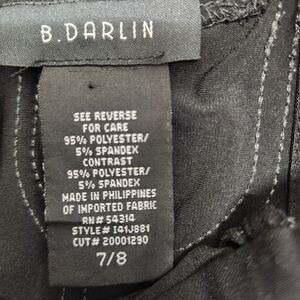 B.DARLIN
SEE REVERSE
FOR CARE
95% POLYESTER/
5% SPANDEX
CONTRAST
95% POLYESTER/
5% SPANDEX
MADE IN PHILIPPINES
OF IMPORTED FABRIC
RN# 54314
STYLE# I41J881
CUT# 20001290
7/8